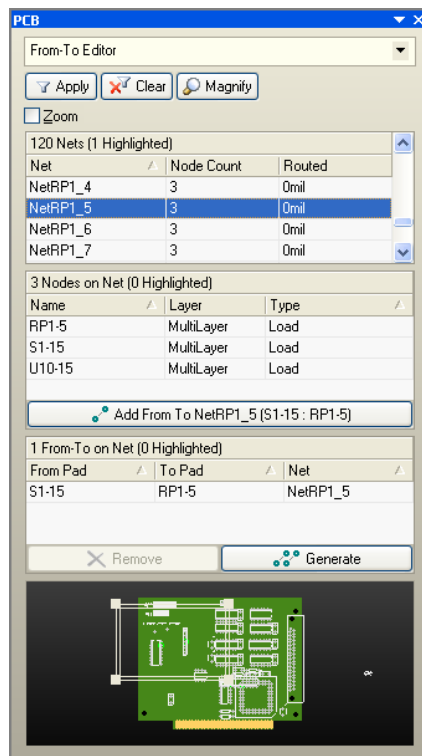 PCB
From-To Editor
Apply Clear Magnify
Zoom
120 Nets (1 Highlighted)
Net Node Count Routed
NetRP1_4 3 0mil
NetRP1_5 3 0mil
NetRP1_6 3 0mil
NetRP1_7 3 0mil
3 Nodes on Net (0 Highlighted)
Name Layer Type
RP1-5 MultiLayer Load
S1-15 MultiLayer Load
U10-15 MultiLayer Load
Add From To NetRP1_5 (S1-15 : RP1-5)
1 From-To on Net (0 Highlighted)
From Pad To Pad Net
S1-15 RP1-5 NetRP1_5
Remove Generate